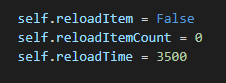 self.reloadItem = False
self.reloadItemCount = 0
self.reloadTime = 3500